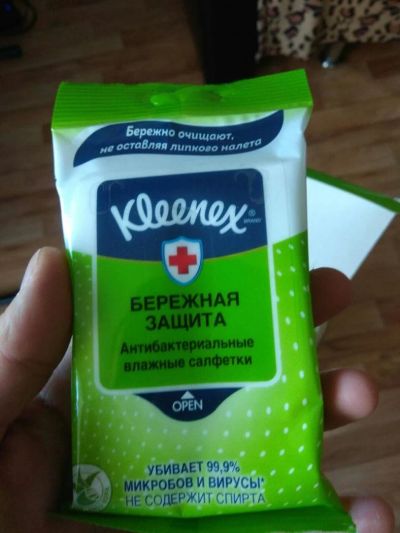 Бережно очищают,
не оставляя липкого налета
Kleenex®
BRAND
БЕРЕЖНАЯ
ЗАЩИТА
Антибактериальные
влажные салфетки
OPEN
УБИВАЕТ 99,9%
МИКРОБОВ И ВИРУСЫ*
НЕ СОДЕРЖИТ СПИРТА